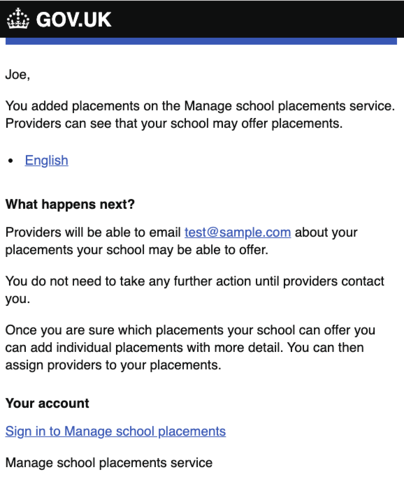 GOV.UK
Joe,
You added placements on the Manage school placements service.
Providers can see that your school may offer placements.
• English
What happens next?
Providers will be able to email test@sample.com about your
placements your school may be able to offer.
You do not need to take any further action until providers contact
you.
Once you are sure which placements your school can offer you
can add individual placements with more detail. You can then
assign providers to your placements.
Your account
Sign in to Manage school placements
Manage school placements service